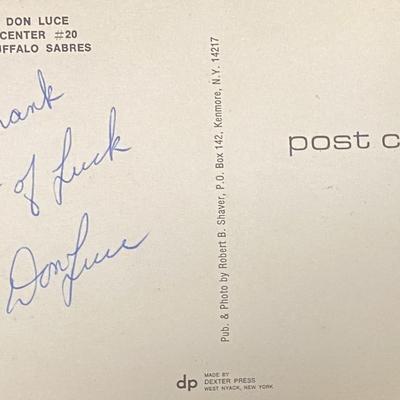 DON LUCE
CENTER #20
UFFALO SABRES
hank
of Luck
Don Luce
Pub. & Photo by Robert B. Shaver, P.O. Box 142, Kenmore, N.Y. 14217
post c
dp
MADE BY
DEXTER PRESS
WEST NYACK, NEW YORK